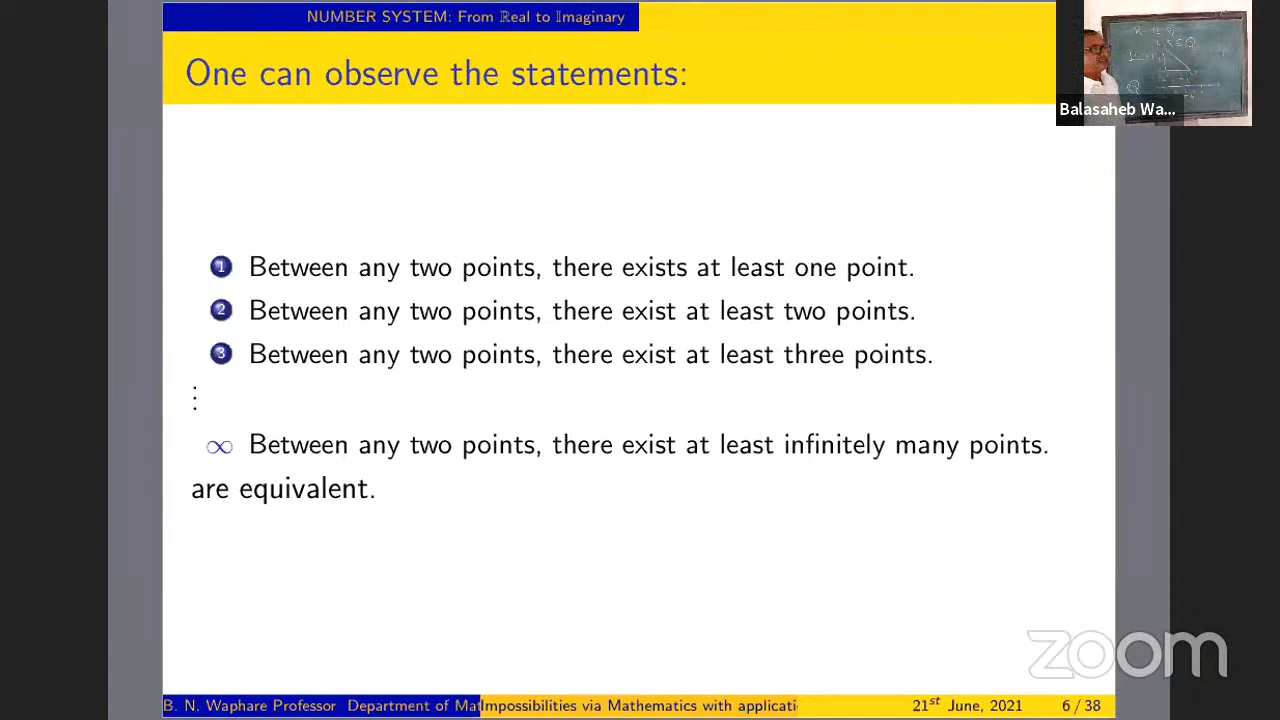 NUMBER SYSTEM: From ℝeal to 𝕀maginary
One can observe the statements:
Balasaheb Wa...
1 Between any two points, there exists at least one point.
2 Between any two points, there exist at least two points.
3 Between any two points, there exist at least three points.
⋮
∞ Between any two points, there exist at least infinitely many points.
are equivalent.
zoom
B. N. Waphare Professor Department of Mat Impossibilities via Mathematics with applicati 21st June, 2021 6 / 38